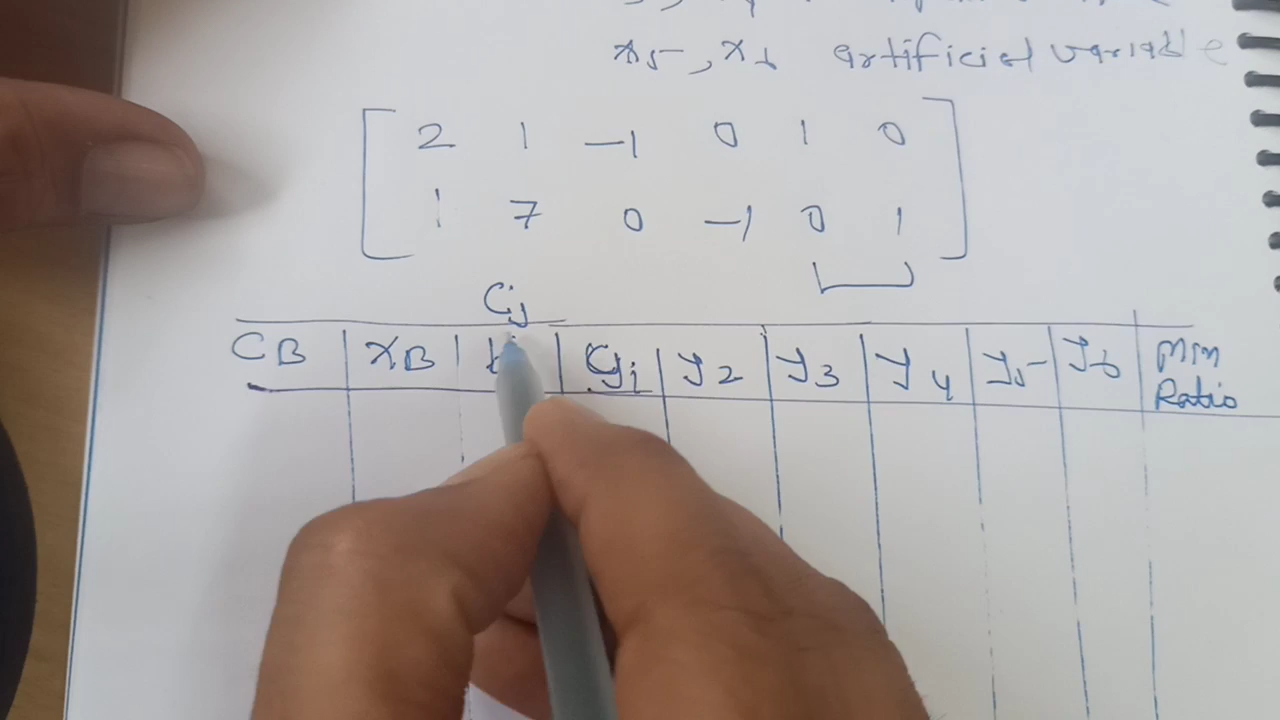 x5, x6 artificial variable
2 1 -1 0 1 0
1 7 0 -1 0 1
Cj
CB XB y1 y2 y3 y4 y5 y6 Min Ratio